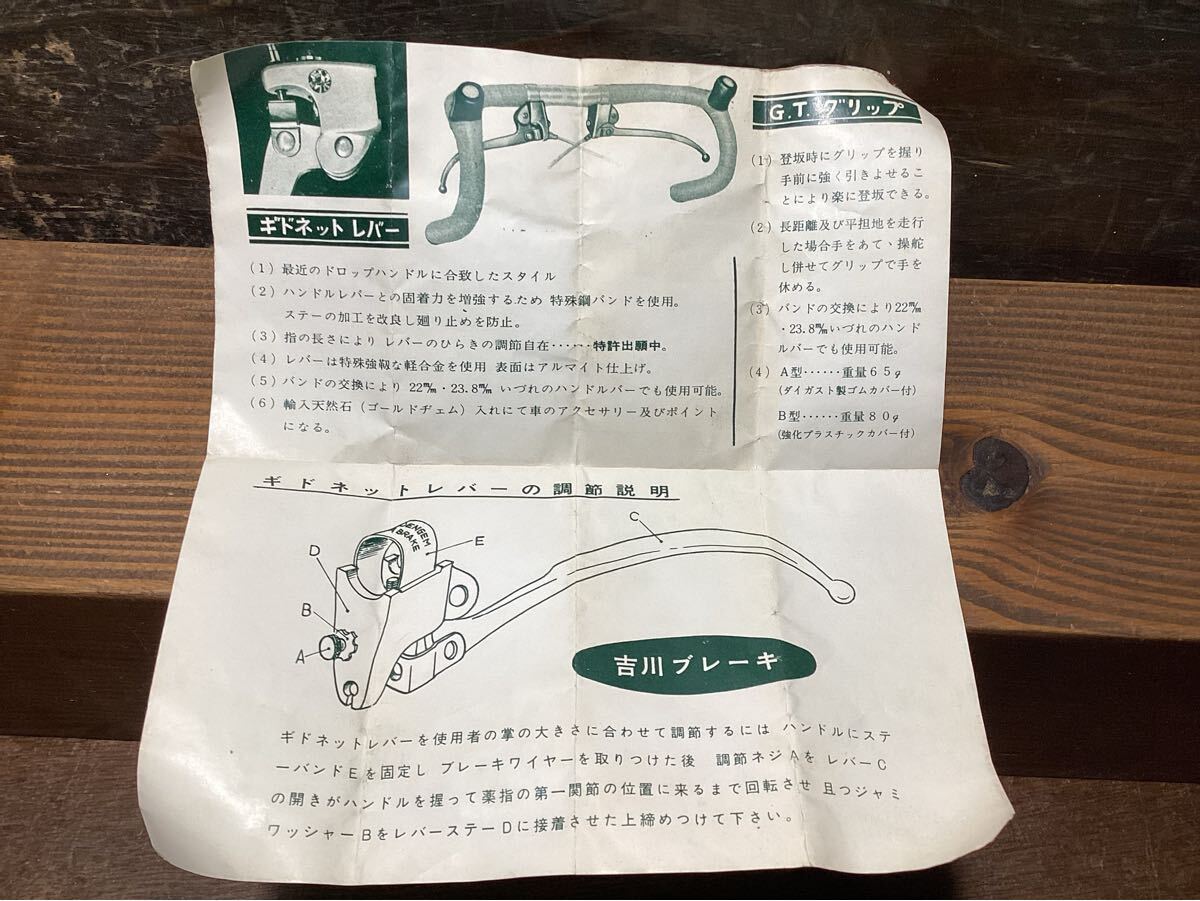 ギドネット レバー
(1) 最近のドロップハンドルに合致したスタイル
(2) ハンドルレバーとの固着力を増強するため 特殊鋼バンドを使用。
ステーの加工を改良し廻り止めを防止。
(3) 指の長さにより レバーのひらきの調節自在‥‥‥特許出願中。
(4) レバーは特殊強靱な軽合金を使用 表面はアルマイト仕上げ。
(5) バンドの交換により 22㎜・23.8㎜ いづれのハンドルバーでも使用可能。
(6) 輸入天然石 (ゴールドヂェム) 入れにて車のアクセサリー及びポイント
になる。
G.T. グリップ
(1) 登坂時にグリップを握り
手前に強く引きよせるこ
とにより楽に登坂できる。
(2) 長距離及び平担地を走行
した場合手をあて、操舵
し併せてグリップで手を
休める。
(3) バンドの交換により22㎜
・23.8㎜いづれのハンド
ルバーでも使用可能。
(4) A型‥‥‥重量65g
(ダイガスト製ゴムカバー付)
B型‥‥‥重量80g
(強化プラスチックカバー付)
ギドネットレバーの調節説明
DENGEM
A BRAKE
C
E
D
B
A
吉川ブレーキ
ギドネットレバーを使用者の掌の大きさに合わせて調節するには ハンドルにステ
ーバンドEを固定し ブレーキワイヤーを取りつけた後 調節ネジAを レバーC
の開きがハンドルを握って薬指の第一関節の位置に来るまで回転させ 且つジャミ
ワッシャーBをレバーステーDに接着させた上締めつけて下さい。